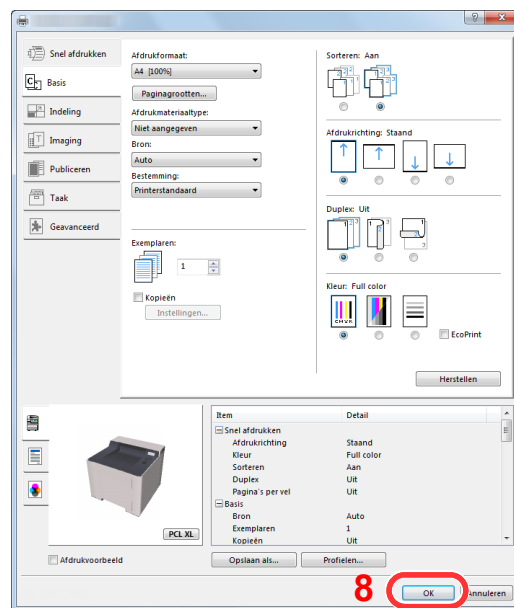 Snel afdrukken
Basis
Indeling
Imaging
Publiceren
Taak
Geavanceerd
Afdrukformaat:
A4 [100%]
Paginagrootten...
Afdrukmateriaaltype:
Niet aangegeven
Bron:
Auto
Bestemming:
Printerstandaard
Exemplaren:
1
Kopieën
Instellingen...
Sorteren: Aan
Afdrukrichting: Staand
Duplex: Uit
Kleur: Full color
CMYK
EcoPrint
Herstellen
PCL XL
Afdrukvoorbeeld
Item Detail
Snel afdrukken
Afdrukrichting Staand
Kleur Full color
Sorteren Aan
Duplex Uit
Pagina's per vel Uit
Basis
Bron Auto
Exemplaren 1
Kopieën Uit
Opslaan als... Profielen...
8 OK Annuleren